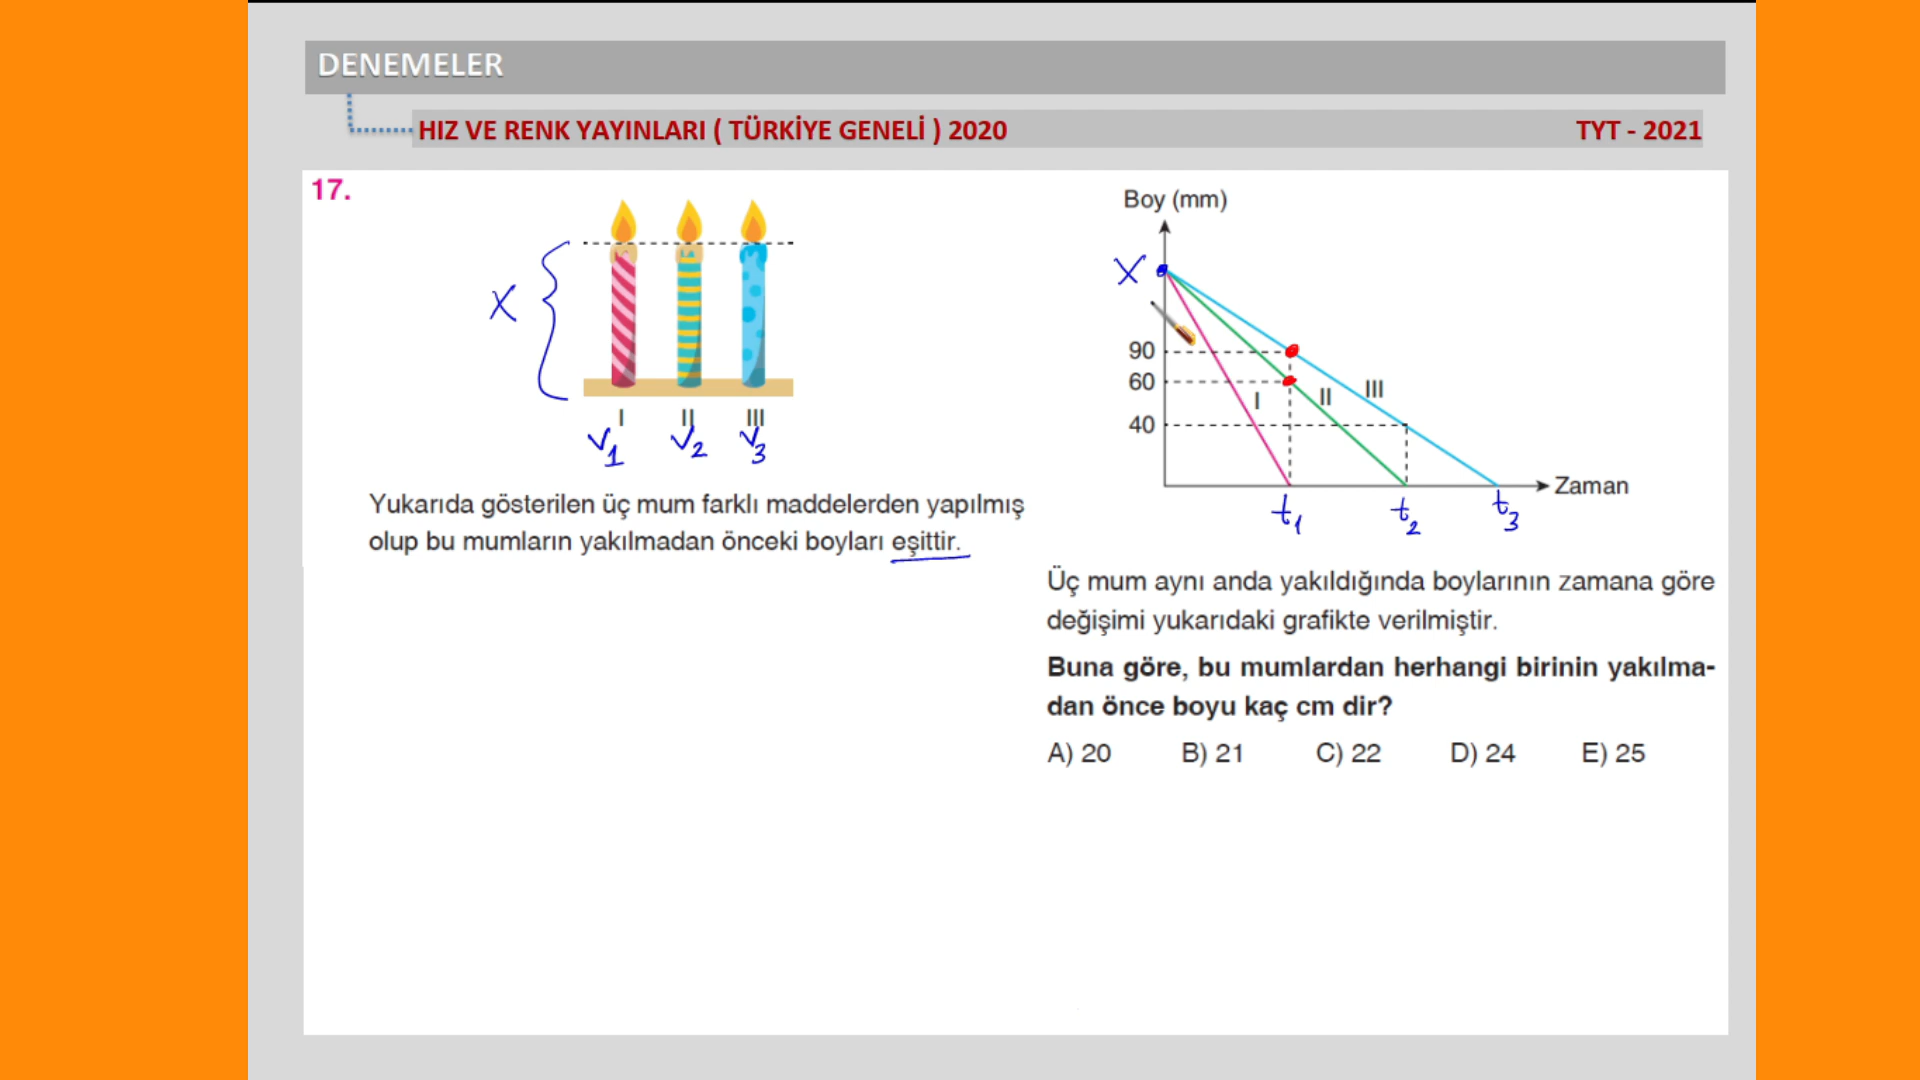 DENEMELER
HIZ VE RENK YAYINLARI ( TÜRKİYE GENELİ ) 2020
TYT - 2021
17.
X
I
II
III
V1
V2
V3
Yukarıda gösterilen üç mum farklı maddelerden yapılmış
olup bu mumların yakılmadan önceki boyları eşittir.
Boy (mm)
X
90
60
40
I
II
III
Zaman
t1
t2
t3
Üç mum aynı anda yakıldığında boylarının zamana göre
değişimi yukarıdaki grafikte verilmiştir.
Buna göre, bu mumlardan herhangi birinin yakılma-
dan önce boyu kaç cm dir?
A) 20 B) 21 C) 22 D) 24 E) 25